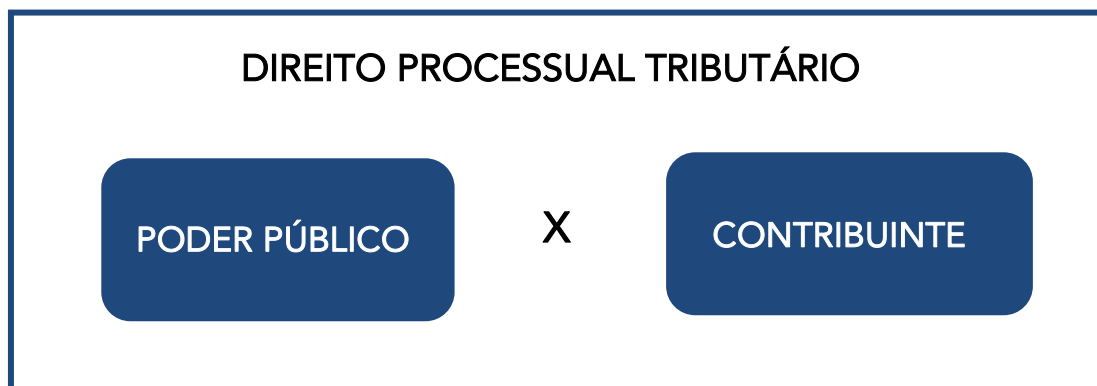 DIREITO PROCESSUAL TRIBUTÁRIO
PODER PÚBLICO
X
CONTRIBUINTE